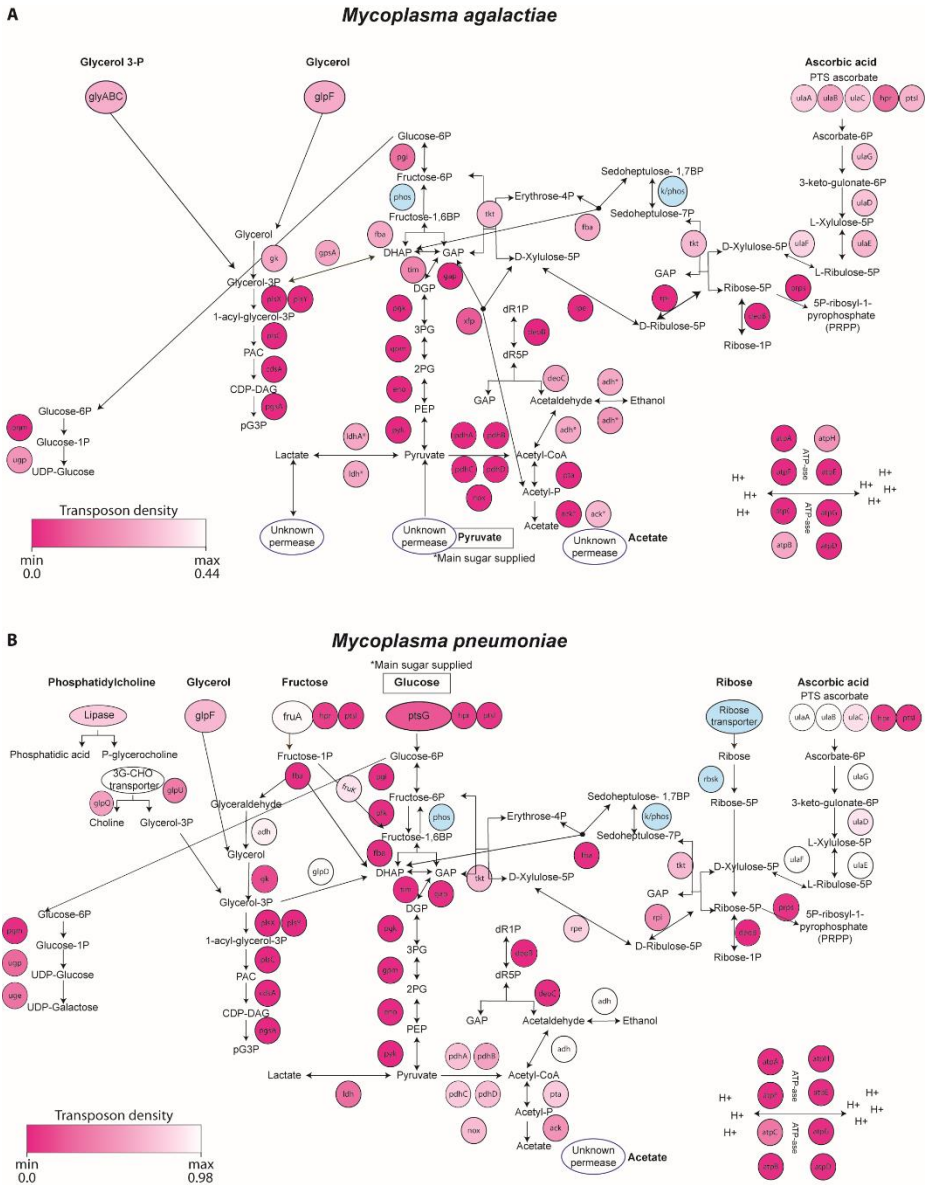 A
Mycoplasma agalactiae
Glycerol 3-P
Glycerol
Ascorbic acid
PTS ascorbate
glyABC
glpF
ulaA
ulaB
ulaC
hpr
ptsI
Glucose-6P
Ascorbate-6P
pgi
ulaG
Fructose-6P
Sedoheptulose- 1,7BP
3-keto-gulonate-6P
phos
Erythrose-4P
k/phos
ulaD
Fructose-1,6BP
tkt
Sedoheptulose-7P
L-Xylulose-5P
Glycerol
fba
fba
tkt
ulaF
ulaE
gk
gpsA
DHAP
GAP
D-Xylulose-5P
D-Xylulose-5P
L-Ribulose-5P
Glycerol-3P
tim
gap
GAP
plsX
plsY
DGP
rpe
rpi
Ribose-5P
prps
1-acyl-glycerol-3P
pgk
xfp
dR1P
D-Ribulose-5P
5P-ribosyl-1-
pyrophosphate
(PRPP)
plsC
3PG
deoB
deoB
PAC
gpm
dR5P
Ribose-1P
cdsA
2PG
CDP-DAG
eno
deoC
adh*
pgsA
PEP
GAP
Acetaldehyde
Ethanol
pG3P
Glucose-6P
pgm
ldhA*
pyk
pdhA
pdhB
adh*
adh*
atpA
atpH
Glucose-1P
Lactate
Pyruvate
Acetyl-CoA
ATP-ase
ugp
ldh*
pdhC
pdhD
pta
atpF
atpE
H+
UDP-Glucose
nox
Acetyl-P
H+
H+
H+
H+
H+
ack*
ack*
atpC
atpG
ATP-ase
Transposon density
Acetate
Unknown
permease
Unknown
permease
Pyruvate
Unknown
permease
Acetate
atpB
atpD
min
max
*Main sugar supplied
0.0
0.44
B
Mycoplasma pneumoniae
*Main sugar supplied
Phosphatidylcholine
Glycerol
Fructose
Glucose
Ribose
Ascorbic acid
PTS ascorbate
Lipase
glpF
fruA
hpr
ptsI
ptsG
hpr
ptsI
Ribose
transporter
ulaA
ulaB
ulaC
hpr
ptsI
Phosphatidic acid
P-glycerocholine
Fructose-1P
Glucose-6P
Ribose
Ascorbate-6P
3G-CHO
transporter
fba
pgi
rbsk
ulaG
glpQ
glpU
fruK
Fructose-6P
Sedoheptulose- 1,7BP
Ribose-5P
3-keto-gulonate-6P
Choline
Glycerol-3P
Glyceraldehyde
pfk
phos
Erythrose-4P
k/phos
ulaD
adh
Fructose-1,6BP
Sedoheptulose-7P
L-Xylulose-5P
Glycerol
glpD
fba
fba
tkt
ulaF
ulaE
gk
DHAP
GAP
tkt
D-Xylulose-5P
D-Xylulose-5P
L-Ribulose-5P
Glycerol-3P
tim
gap
GAP
Glucose-6P
DGP
rpe
rpi
Ribose-5P
prps
pgm
plsX
plsY
D-Ribulose-5P
5P-ribosyl-1-
pyrophosphate
(PRPP)
1-acyl-glycerol-3P
pgk
dR1P
deoB
Glucose-1P
plsC
3PG
deoB
Ribose-1P
ugp
PAC
gpm
dR5P
UDP-Glucose
cdsA
2PG
deoC
adh
uge
CDP-DAG
eno
GAP
Acetaldehyde
Ethanol
UDP-Galactose
pgsA
PEP
pG3P
pyk
pdhA
pdhB
adh
atpA
atpH
Lactate
Pyruvate
Acetyl-CoA
ATP-ase
ldh
pdhC
pdhD
pta
atpF
atpE
H+
H+
H+
H+
H+
H+
Acetyl-P
nox
ack
atpC
atpG
ATP-ase
Transposon density
Acetate
Unknown
permease
Acetate
atpB
atpD
min
max
0.0
0.98